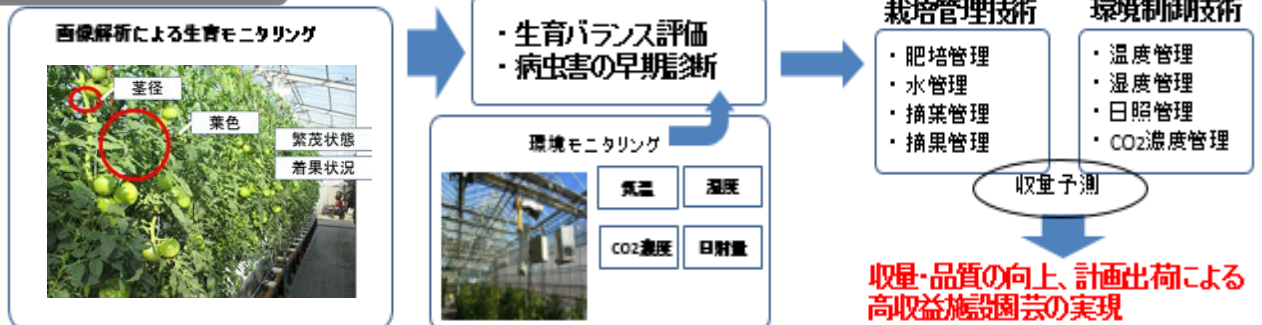 画像解析による生育モニタリング
茎径
葉色
繁茂状態
着果状況
・生育バランス評価
・病虫害の早期診断
環境モニタリング
気温
湿度
CO2濃度
日射量
栽培管理技術
・肥培管理
・水管理
・摘葉管理
・摘果管理
環境制御技術
・温度管理
・湿度管理
・日照管理
・CO2濃度管理
収量予測
収量・品質の向上、計画出荷による
高収益施設園芸の実現